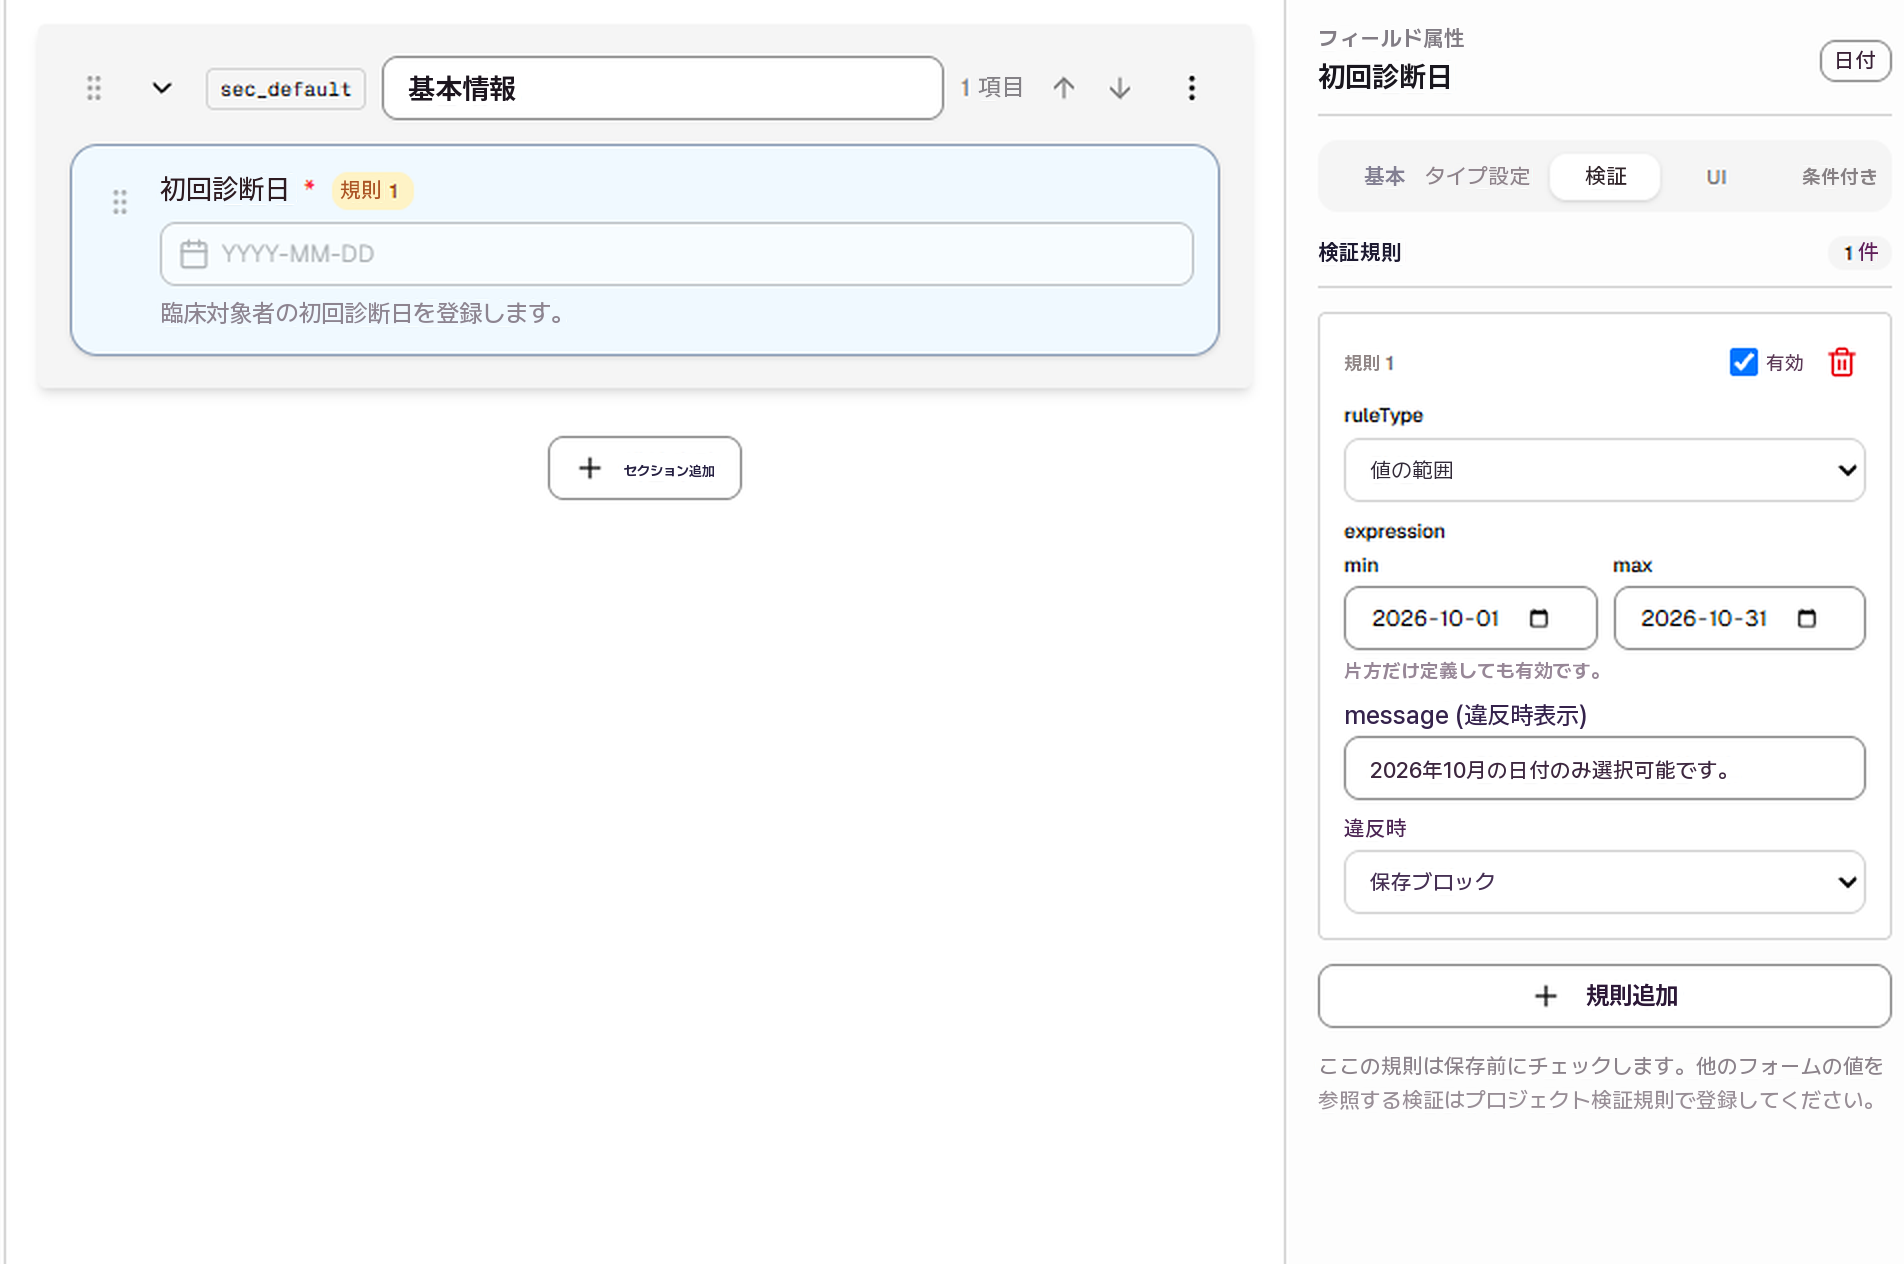 sec_default
基本情報
1 項目
初回診断日 *
規則 1
YYYY-MM-DD
臨床対象者の初回診断日を登録します。
セクション追加
フィールド属性
初回診断日
日付
基本
タイプ設定
検証
UI
条件付き
検証規則
1 件
規則 1
有効
ruleType
値の範囲
expression
min
max
2026-10-01
2026-10-31
片方だけ定義しても有効です。
message (違反時表示)
2026年10月の日付のみ選択可能です。
違反時
保存ブロック
規則追加
ここの規則は保存前にチェックします。他のフォームの値を
参照する検証はプロジェクト検証規則で登録してください。